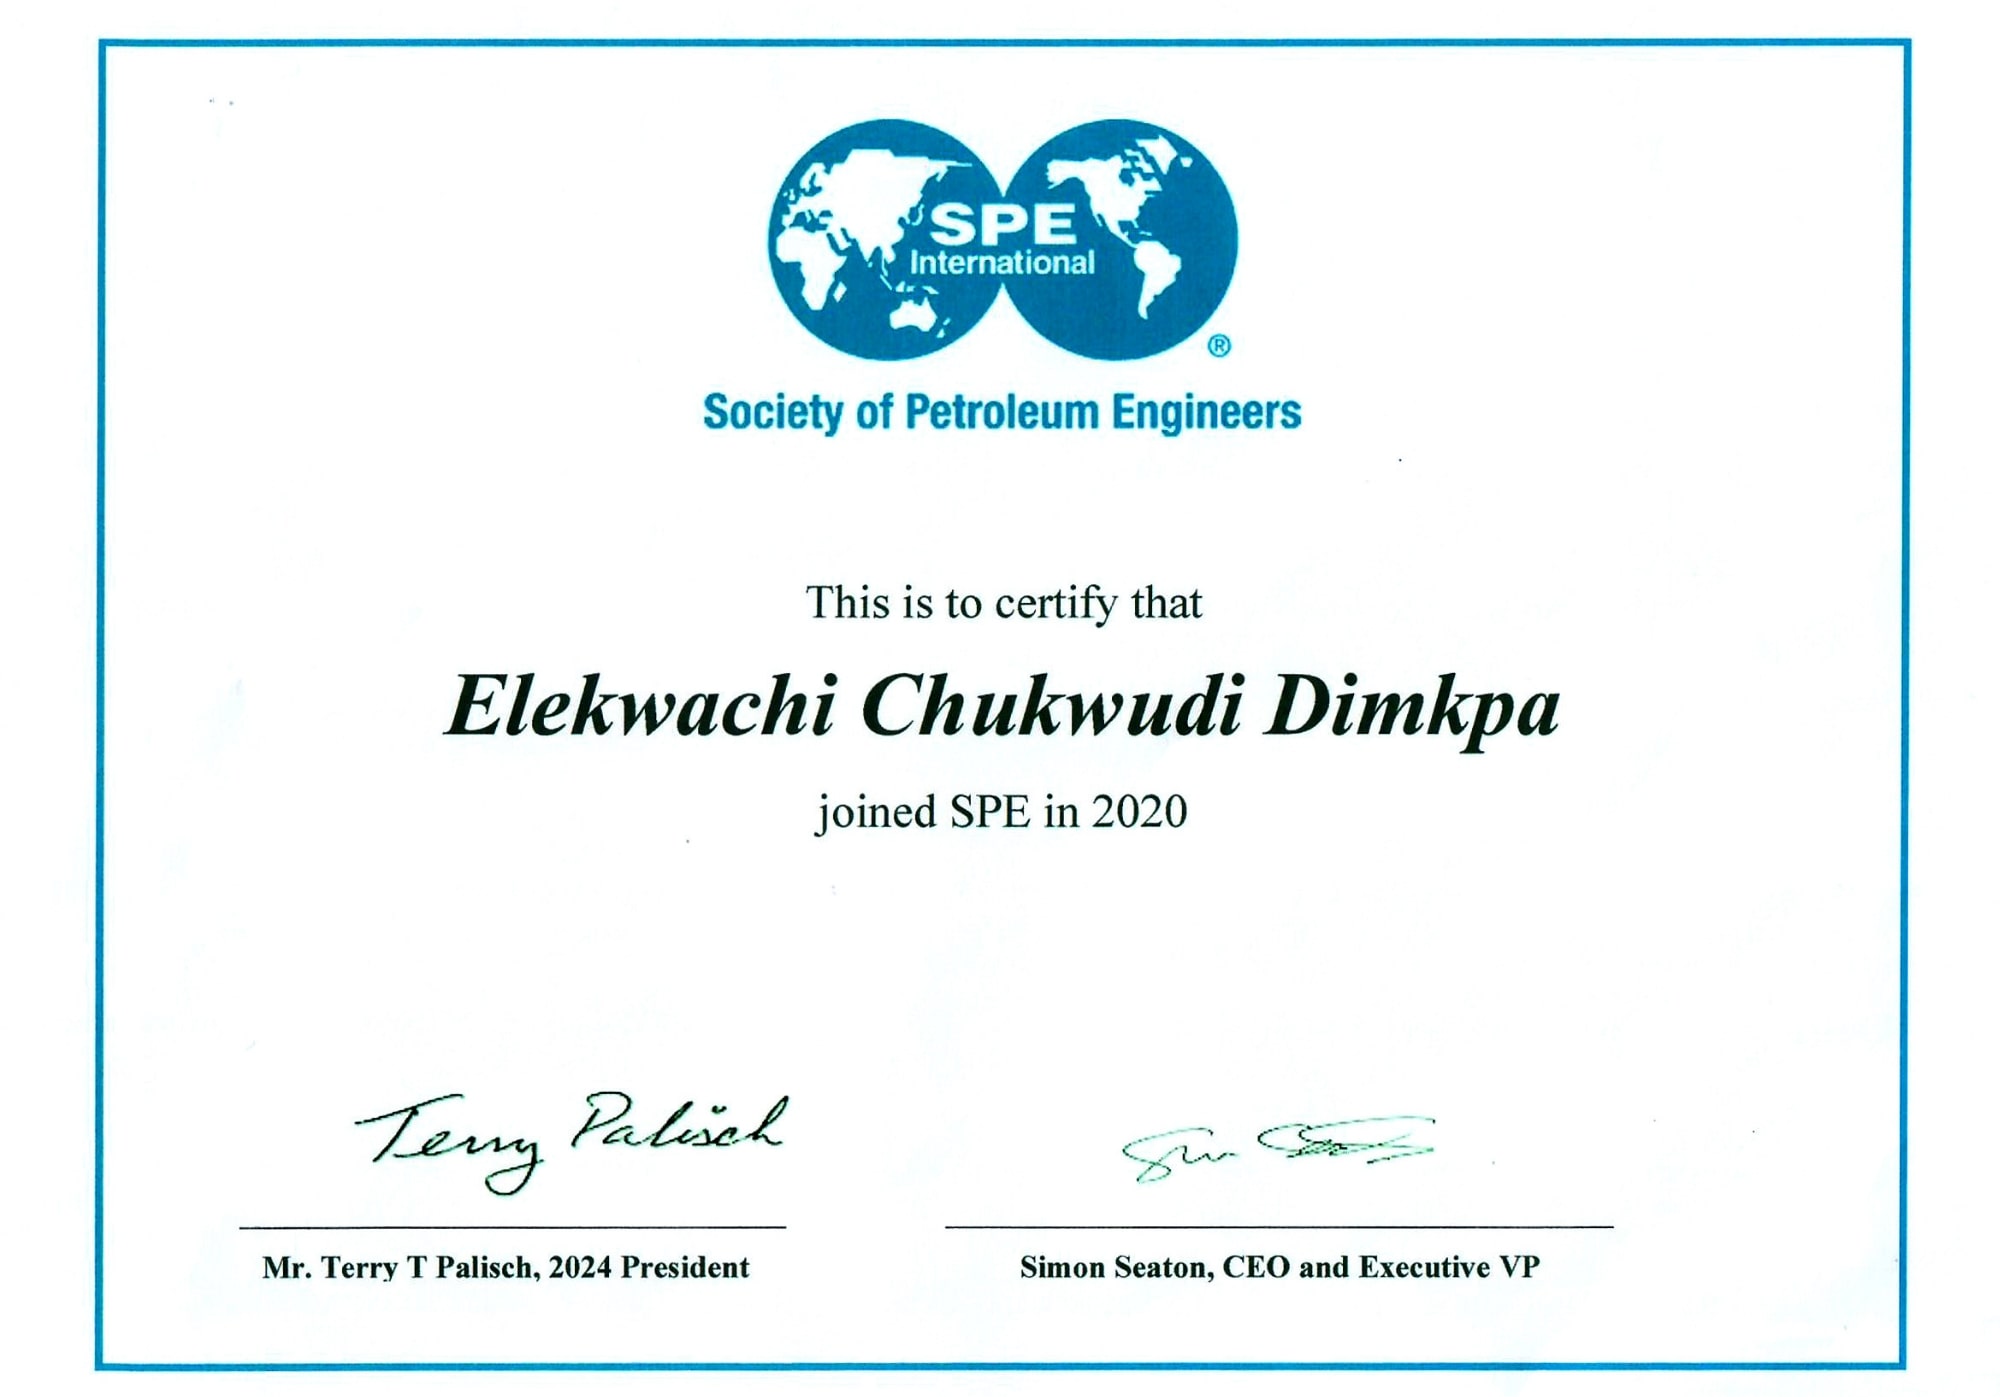 SPE
International
®
Society of Petroleum Engineers
This is to certify that
Elekwachi Chukwudi Dimkpa
joined SPE in 2020
Terry Palisch
Mr. Terry T Palisch, 2024 President
Simon Seaton, CEO and Executive VP